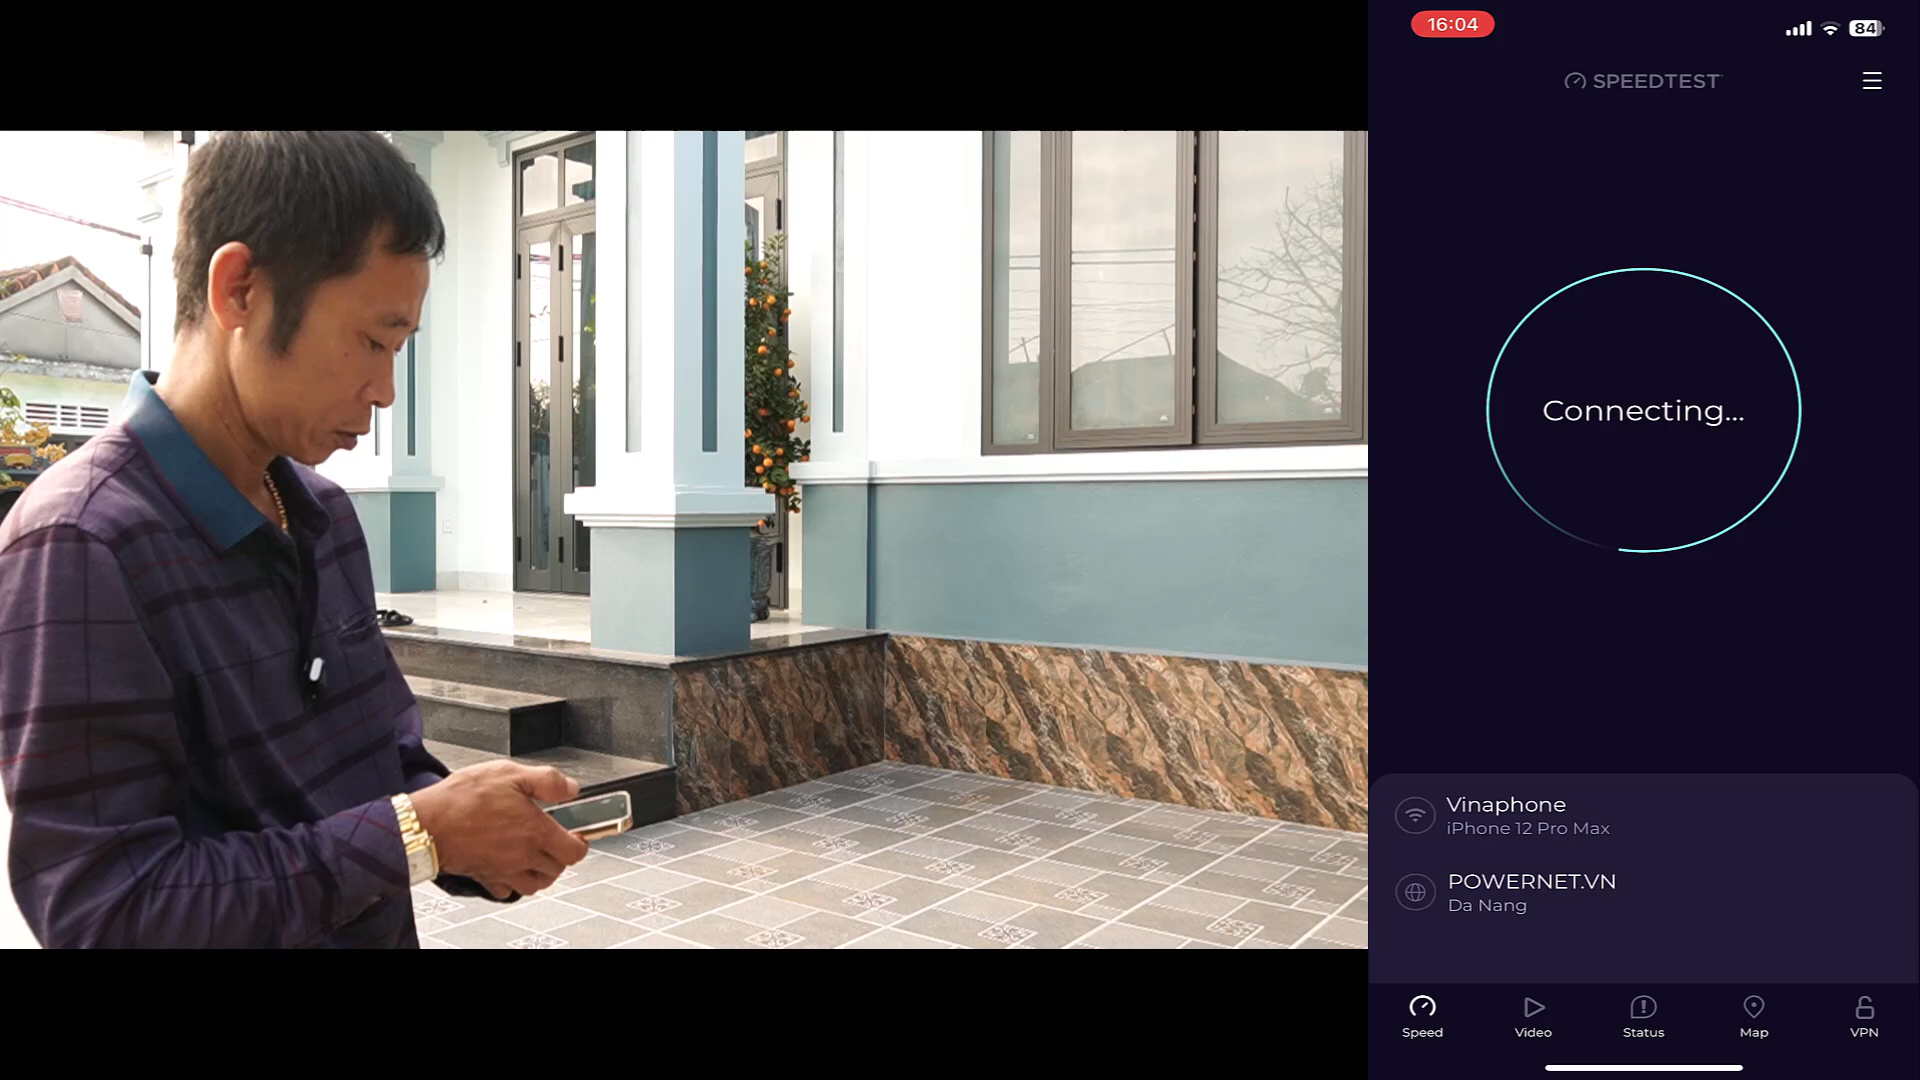 16:04
84
SPEEDTEST
Connecting...
Vinaphone
iPhone 12 Pro Max
POWERNET.VN
Da Nang
Speed
Video
Status
Map
VPN